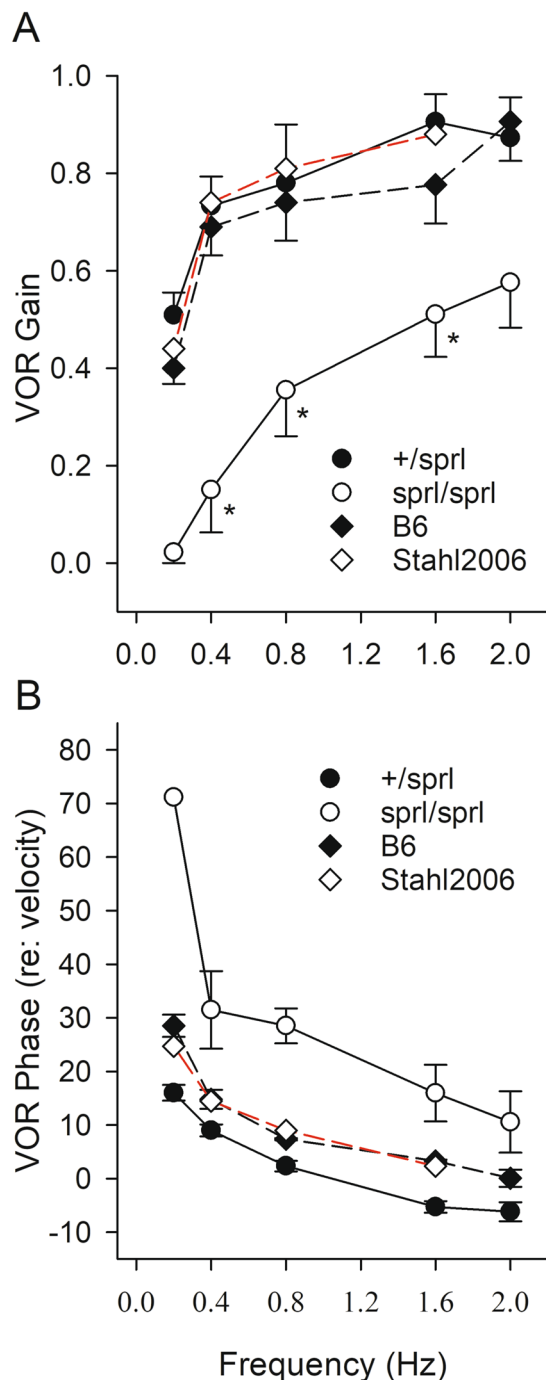 A
1.0
0.8
0.6
0.4
0.2
0.0
VOR Gain
*
*
*
+/sprl
sprl/sprl
B6
Stahl2006
0.0 0.4 0.8 1.2 1.6 2.0
B
80
70
60
50
40
30
20
10
0
-10
VOR Phase (re: velocity)
+/sprl
sprl/sprl
B6
Stahl2006
0.0 0.4 0.8 1.2 1.6 2.0
Frequency (Hz)